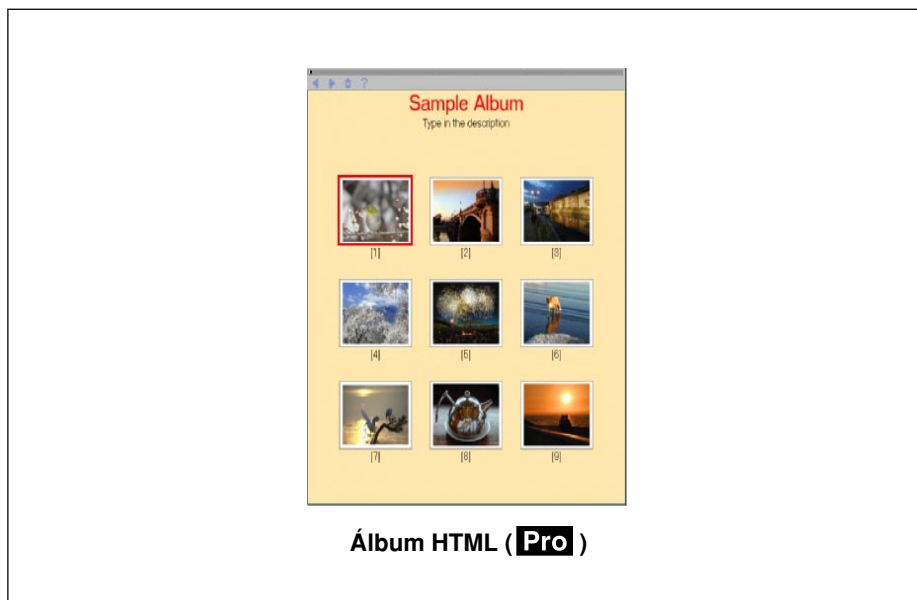 ?
Sample Album
Type in the description
[1] [2] [3]
[4] [5] [6]
[7] [8] [9]
Álbum HTML ( Pro )